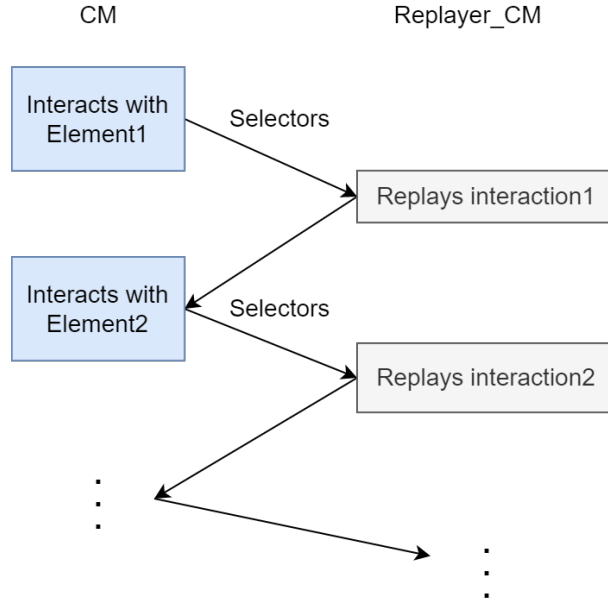 CM
Replayer_CM
Interacts with
Element1
Selectors
Replays interaction1
Interacts with
Element2
Selectors
Replays interaction2